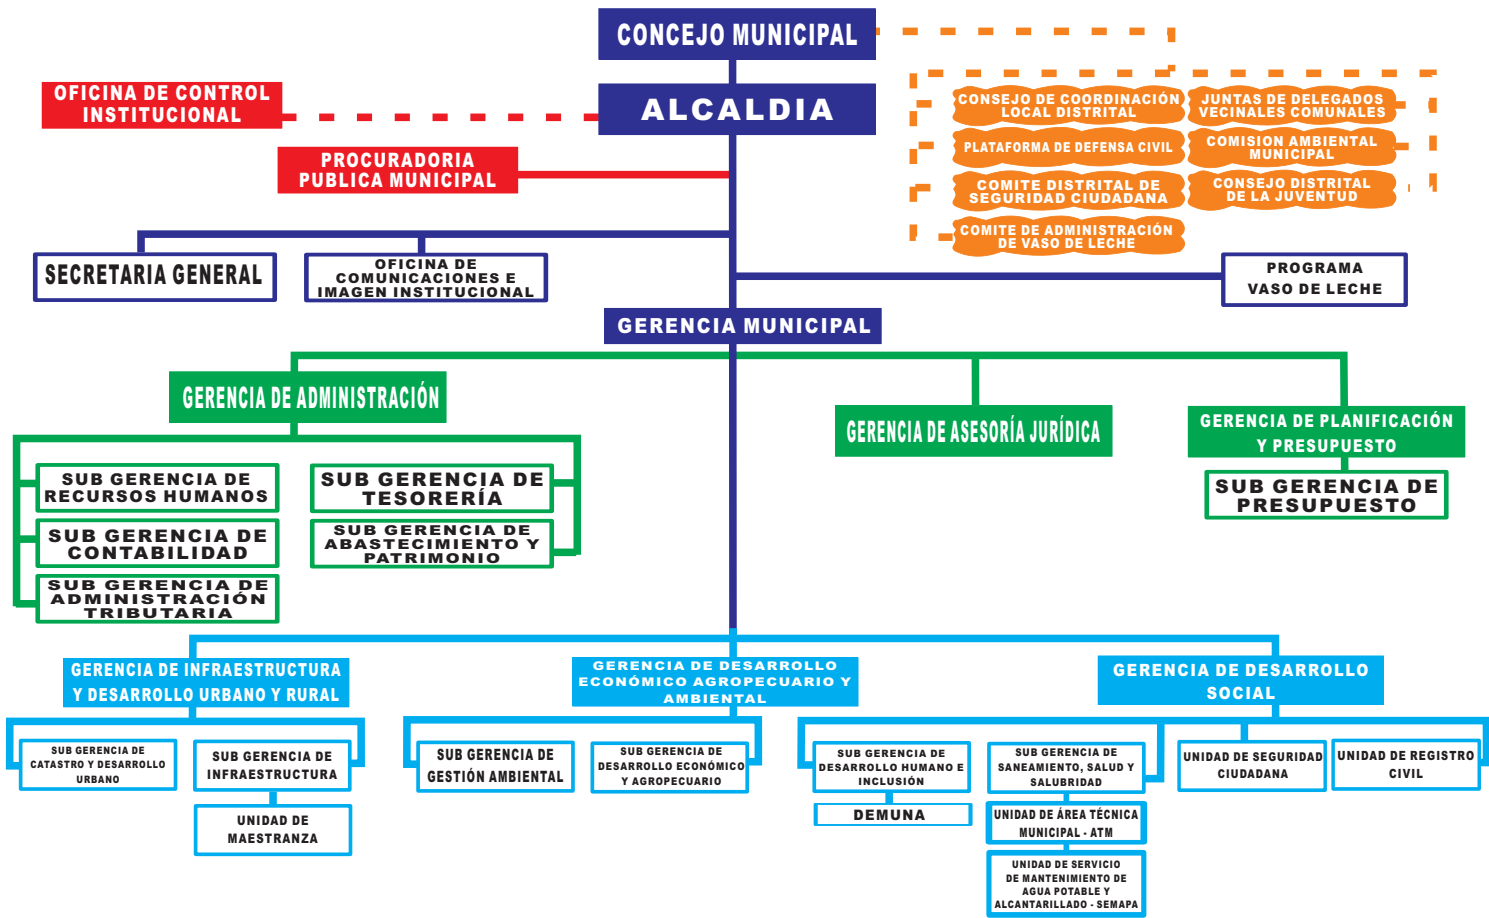 CONCEJO MUNICIPAL
OFICINA DE CONTROL
INSTITUCIONAL
ALCALDIA
PROCURADORIA
PUBLICA MUNICIPAL
CONSEJO DE COORDINACIÓN
LOCAL DISTRITAL
JUNTAS DE DELEGADOS
VECINALES COMUNALES
PLATAFORMA DE DEFENSA CIVIL
COMISION AMBIENTAL
MUNICIPAL
COMITE DISTRITAL DE
SEGURIDAD CIUDADANA
CONSEJO DISTRITAL
DE LA JUVENTUD
COMITE DE ADMINISTRACIÓN
DE VASO DE LECHE
SECRETARIA GENERAL
OFICINA DE
COMUNICACIONES E
IMAGEN INSTITUCIONAL
PROGRAMA
VASO DE LECHE
GERENCIA MUNICIPAL
GERENCIA DE ADMINISTRACIÓN
GERENCIA DE ASESORÍA JURÍDICA
GERENCIA DE PLANIFICACIÓN
Y PRESUPUESTO
SUB GERENCIA DE
RECURSOS HUMANOS
SUB GERENCIA DE
TESORERÍA
SUB GERENCIA DE
PRESUPUESTO
SUB GERENCIA DE
CONTABILIDAD
SUB GERENCIA DE
ABASTECIMIENTO Y
PATRIMONIO
SUB GERENCIA DE
ADMINISTRACIÓN
TRIBUTARIA
GERENCIA DE INFRAESTRUCTURA
Y DESARROLLO URBANO Y RURAL
GERENCIA DE DESARROLLO
ECONÓMICO AGROPECUARIO Y
AMBIENTAL
GERENCIA DE DESARROLLO
SOCIAL
SUB GERENCIA DE
CATASTRO Y DESARROLLO
URBANO
SUB GERENCIA DE
INFRAESTRUCTURA
SUB GERENCIA DE
GESTIÓN AMBIENTAL
SUB GERENCIA DE
DESARROLLO ECONÓMICO
Y AGROPECUARIO
SUB GERENCIA DE
DESARROLLO HUMANO E
INCLUSIÓN
SUB GERENCIA DE
SANEAMIENTO, SALUD Y
SALUBRIDAD
UNIDAD DE SEGURIDAD
CIUDADANA
UNIDAD DE REGISTRO
CIVIL
UNIDAD DE
MAESTRANZA
DEMUNA
UNIDAD DE ÁREA TÉCNICA
MUNICIPAL - ATM
UNIDAD DE SERVICIO
DE MANTENIMIENTO DE
AGUA POTABLE Y
ALCANTARILLADO - SEMAPA